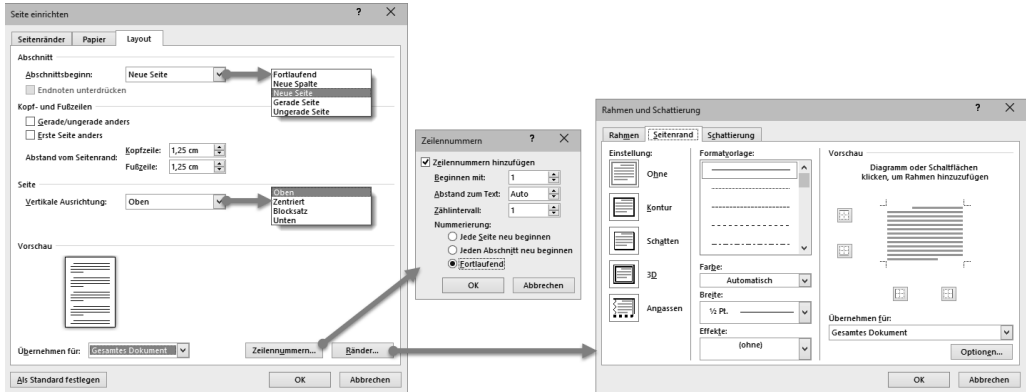 Seite einrichten ? X
Seitenränder Papier Layout
Abschnitt
Abschnittsbeginn: Neue Seite
Fortlaufend
Neue Spalte
Neue Seite
Gerade Seite
Ungerade Seite
Endnoten unterdrücken
Kopf- und Fußzeilen
Gerade/ungerade anders
Erste Seite anders
Abstand vom Seitenrand:
Kopfzeile: 1,25 cm
Fußzeile: 1,25 cm
Seite
Vertikale Ausrichtung: Oben
Oben
Zentriert
Blocksatz
Unten
Vorschau
Übernehmen für: Gesamtes Dokument
Zeilennummern... Ränder...
Als Standard festlegen OK Abbrechen
Zeilennummern ? X
Zeilennummern hinzufügen
Beginnen mit: 1
Abstand zum Text: Auto
Zählintervall: 1
Nummerierung:
Jede Seite neu beginnen
Jeden Abschnitt neu beginnen
Fortlaufend
OK Abbrechen
Rahmen und Schattierung ? X
Rahmen Seitenrand Schattierung
Einstellung:
Ohne
Kontur
Schatten
3D
Anpassen
Formatvorlage:
Farbe:
Automatisch
Breite:
½ Pt.
Effekte:
(ohne)
Vorschau
Diagramm oder Schaltflächen
klicken, um Rahmen hinzuzufügen
Übernehmen für:
Gesamtes Dokument
Optionen...
OK Abbrechen